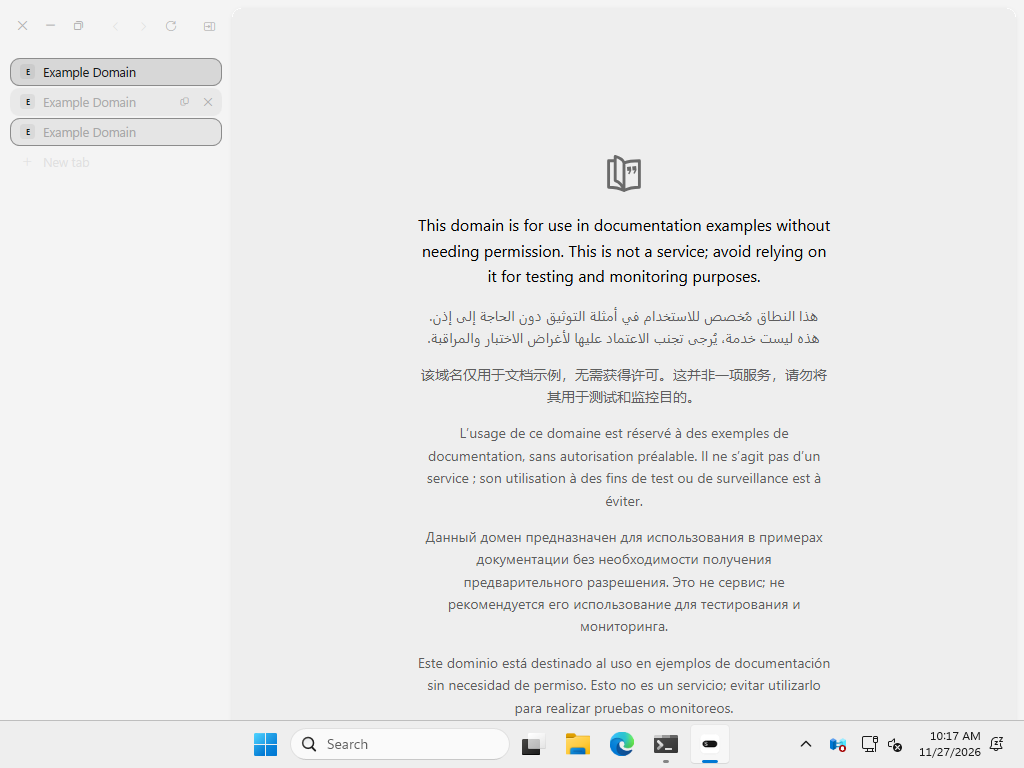 E Example Domain
E Example Domain
E Example Domain
+ New tab
This domain is for use in documentation examples without
needing permission. This is not a service; avoid relying on
it for testing and monitoring purposes.
هذا النطاق مُخصص للاستخدام في أمثلة التوثيق دون الحاجة إلى إذن.
هذه ليست خدمة، يُرجى تجنب الاعتماد عليها لأغراض الاختبار والمراقبة.
该域名仅用于文档示例，无需获得许可。这并非一项服务，请勿将
其用于测试和监控目的。
L’usage de ce domaine est réservé à des exemples de
documentation, sans autorisation préalable. Il ne s’agit pas d’un
service ; son utilisation à des fins de test ou de surveillance est à
éviter.
Данный домен предназначен для использования в примерах
документации без необходимости получения
предварительного разрешения. Это не сервис; не
рекомендуется его использование для тестирования и
мониторинга.
Este dominio está destinado al uso en ejemplos de documentación
sin necesidad de permiso. Esto no es un servicio; evitar utilizarlo
para realizar pruebas o monitoreos.
Search
10:17 AM
11/27/2026